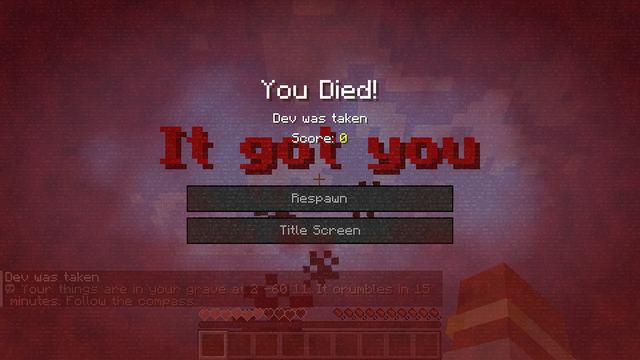 You Died!
Dev was taken
Score: 0
It got you
Respawn
Title Screen
Dev was taken
Your things are in your grave at 2 -60 11. It crumbles in 15
minutes. Follow the compass.